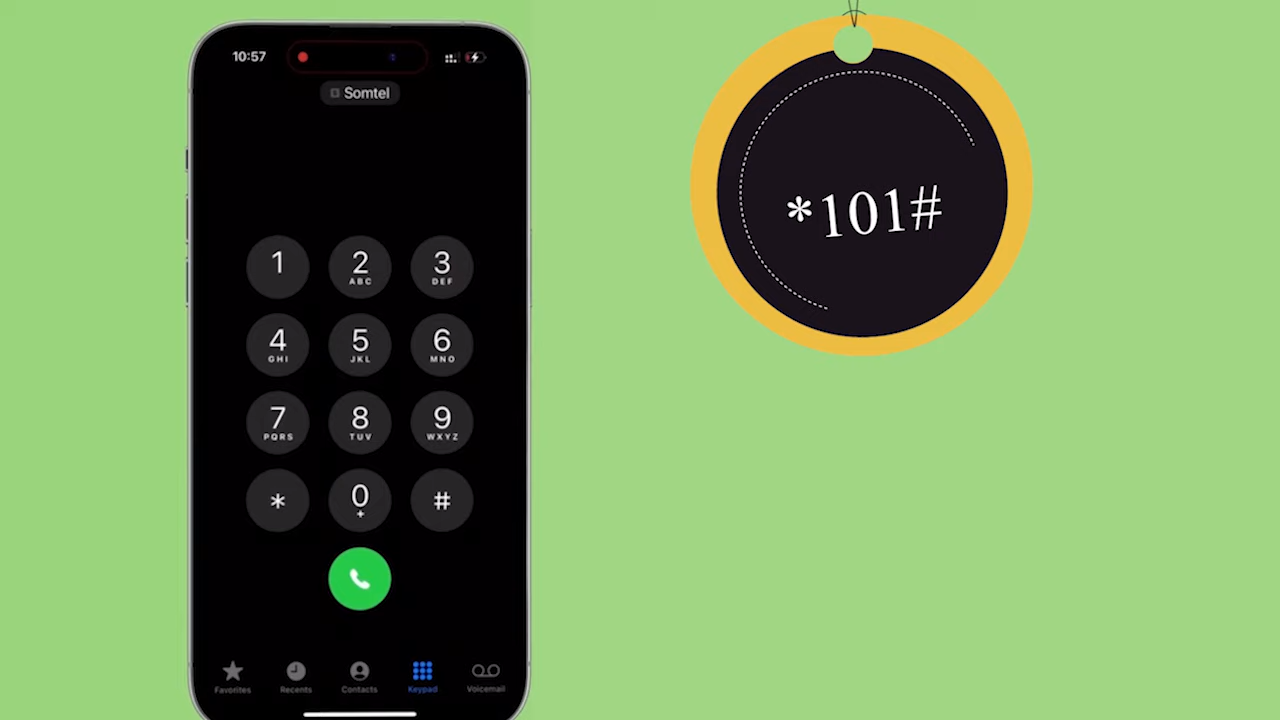 10:57
Somtel
*101#
1
2
ABC
3
DEF
4
GHI
5
JKL
6
MNO
7
PQRS
8
TUV
9
WXYZ
*
0
+
#
Favorites
Recents
Contacts
Keypad
Voicemail